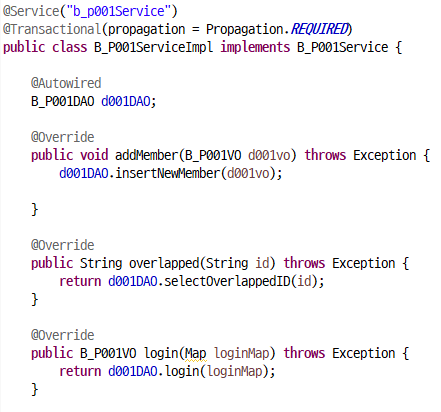 @Service("b_p001Service")
@Transactional(propagation = Propagation.REQUIRED)
public class B_P001ServiceImpl implements B_P001Service {
@Autowired
B_P001DAO d001DAO;
@Override
public void addMember(B_P001VO d001vo) throws Exception {
d001DAO.insertNewMember(d001vo);
}
@Override
public String overlapped(String id) throws Exception {
return d001DAO.selectOverlappedID(id);
}
@Override
public B_P001VO login(Map loginMap) throws Exception {
return d001DAO.login(loginMap);
}